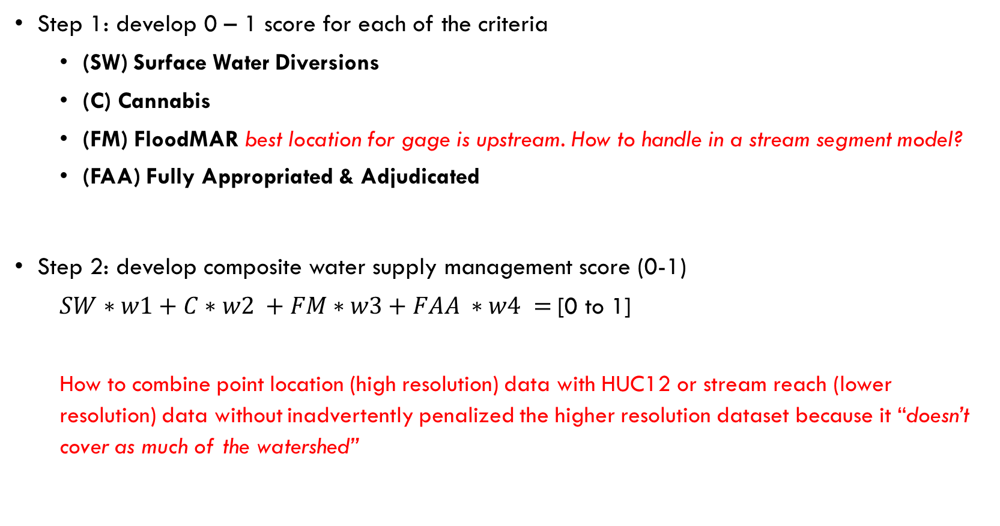 • Step 1: develop 0 – 1 score for each of the criteria
• (SW) Surface Water Diversions
• (C) Cannabis
• (FM) FloodMAR best location for gage is upstream. How to handle in a stream segment model?
• (FAA) Fully Appropriated & Adjudicated
• Step 2: develop composite water supply management score (0-1)
SW ∗ w1 + C ∗ w2 + FM ∗ w3 + FAA ∗ w4 = [0 to 1]
How to combine point location (high resolution) data with HUC12 or stream reach (lower
resolution) data without inadvertently penalized the higher resolution dataset because it “doesn’t
cover as much of the watershed”